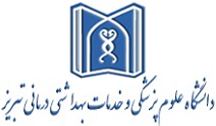 دانشگاه علوم پزشکی و خدمات بهداشتی درمانی تبریز